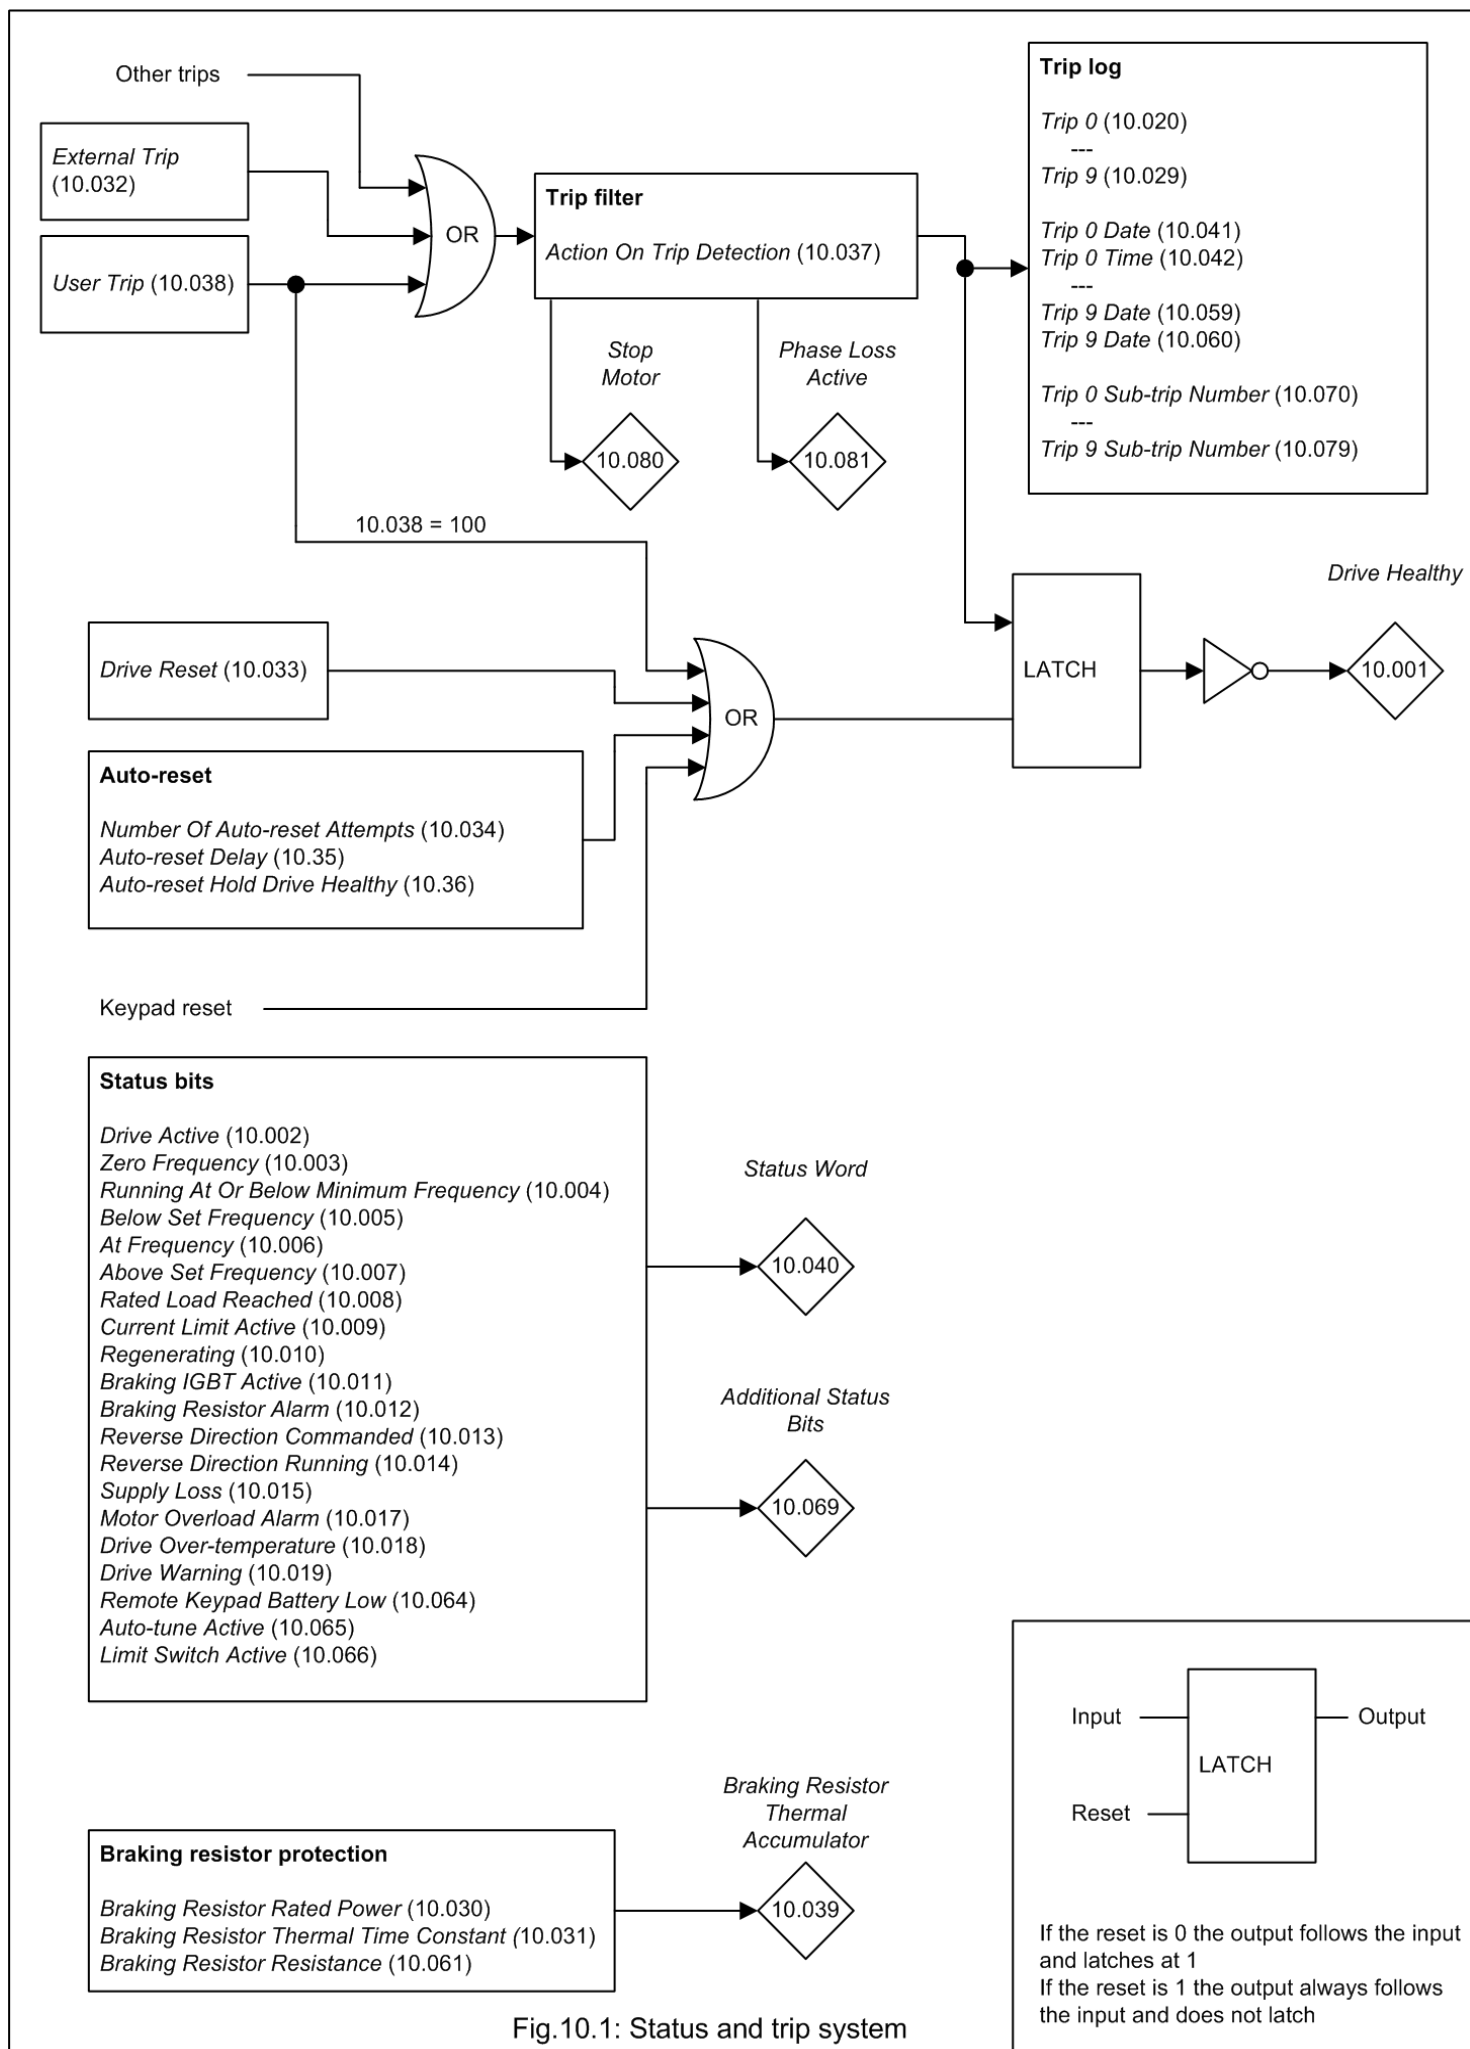 Other trips
External Trip
(10.032)
User Trip (10.038)
OR
Trip filter
Action On Trip Detection (10.037)
Stop
Motor
10.080
Phase Loss
Active
10.081
Trip log
Trip 0 (10.020)
---
Trip 9 (10.029)
Trip 0 Date (10.041)
Trip 0 Time (10.042)
---
Trip 9 Date (10.059)
Trip 9 Date (10.060)
Trip 0 Sub-trip Number (10.070)
---
Trip 9 Sub-trip Number (10.079)
10.038 = 100
Drive Reset (10.033)
Auto-reset
Number Of Auto-reset Attempts (10.034)
Auto-reset Delay (10.35)
Auto-reset Hold Drive Healthy (10.36)
Keypad reset
OR
LATCH
Drive Healthy
10.001
Status bits
Drive Active (10.002)
Zero Frequency (10.003)
Running At Or Below Minimum Frequency (10.004)
Below Set Frequency (10.005)
At Frequency (10.006)
Above Set Frequency (10.007)
Rated Load Reached (10.008)
Current Limit Active (10.009)
Regenerating (10.010)
Braking IGBT Active (10.011)
Braking Resistor Alarm (10.012)
Reverse Direction Commanded (10.013)
Reverse Direction Running (10.014)
Supply Loss (10.015)
Motor Overload Alarm (10.017)
Drive Over-temperature (10.018)
Drive Warning (10.019)
Remote Keypad Battery Low (10.064)
Auto-tune Active (10.065)
Limit Switch Active (10.066)
Status Word
10.040
Additional Status
Bits
10.069
Braking resistor protection
Braking Resistor Rated Power (10.030)
Braking Resistor Thermal Time Constant (10.031)
Braking Resistor Resistance (10.061)
Braking Resistor
Thermal
Accumulator
10.039
Input
Reset
LATCH
Output
If the reset is 0 the output follows the input
and latches at 1
If the reset is 1 the output always follows
the input and does not latch
Fig.10.1: Status and trip system